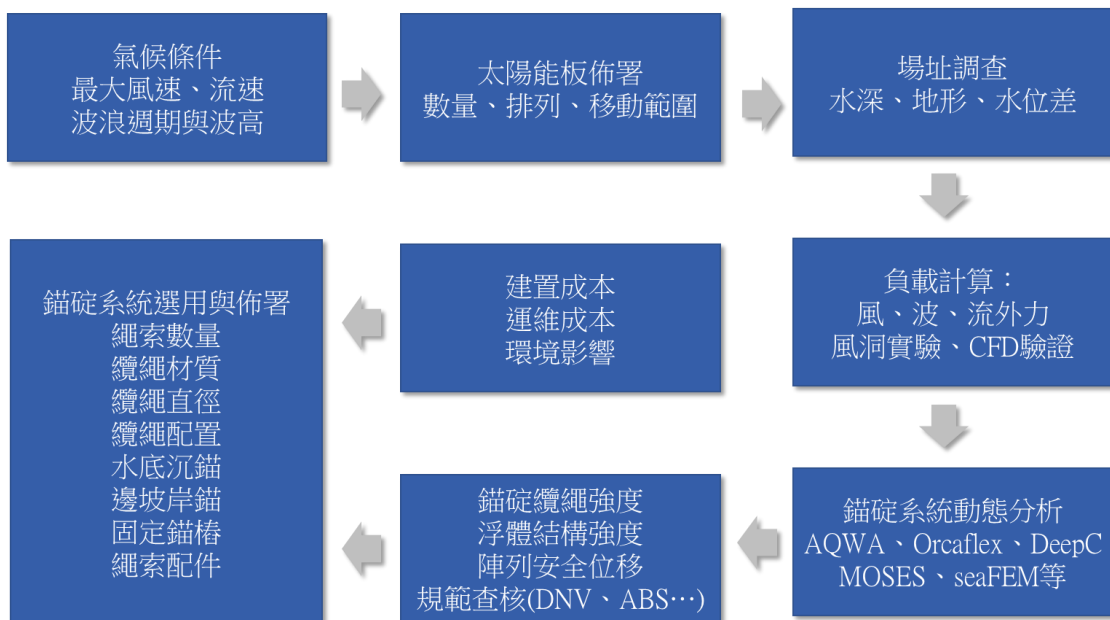 氣候條件
最大風速、流速
波浪週期與波高
太陽能板佈署
數量、排列、移動範圍
場址調查
水深、地形、水位差
負載計算：
風、波、流外力
風洞實驗、CFD驗證
錨碇系統動態分析
AQWA、Orcaflex、DeepC
MOSES、seaFEM等
錨碇纜繩強度
浮體結構強度
陣列安全位移
規範查核(DNV、ABS⋯)
建置成本
運維成本
環境影響
錨碇系統選用與佈署
繩索數量
纜繩材質
纜繩直徑
纜繩配置
水底沉錨
邊坡岸錨
固定錨樁
繩索配件